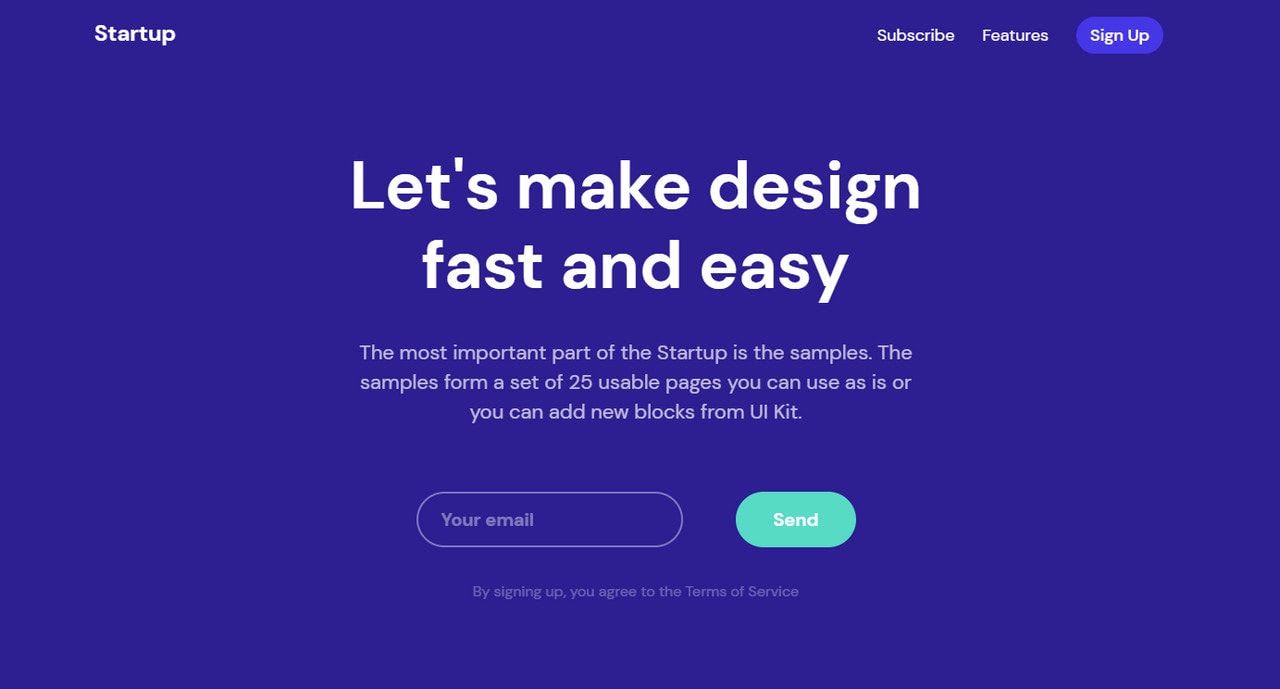 Startup
Subscribe
Features
Sign Up
Let's make design
fast and easy
The most important part of the Startup is the samples. The
samples form a set of 25 usable pages you can use as is or
you can add new blocks from UI Kit.
Your email
Send
By signing up, you agree to the Terms of Service